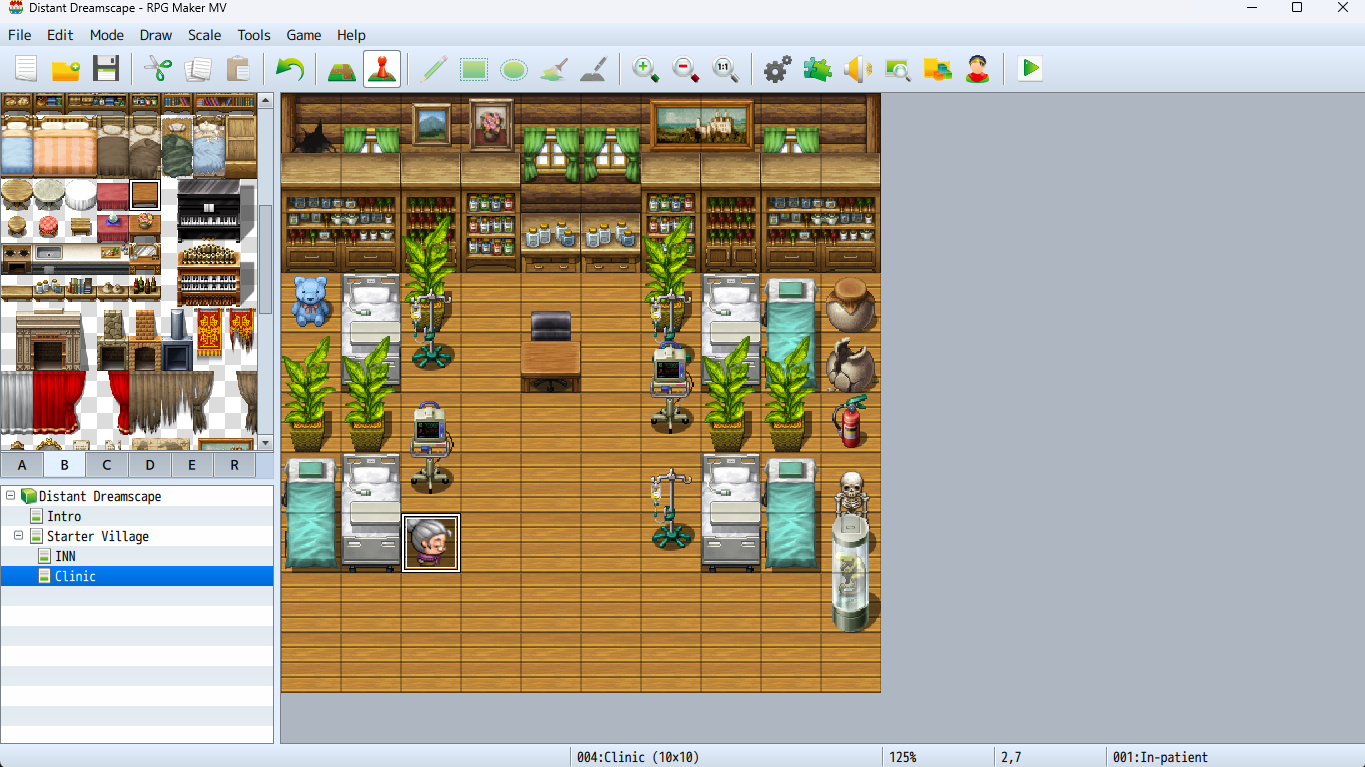 Distant Dreamscape - RPG Maker MV
File Edit Mode Draw Scale Tools Game Help
1:1
A B C D E R
Distant Dreamscape
Intro
Starter Village
INN
Clinic
004:Clinic (10x10) 125% 2,7 001:In-patient